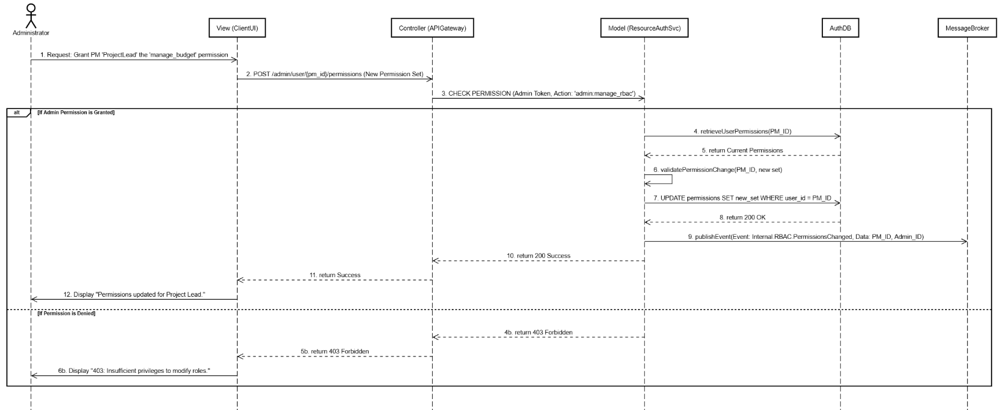 Administrator
View (ClientUI)
Controller (APIGateway)
Model (ResourceAuthSvc)
AuthDB
MessageBroker
1. Request: Grant PM 'ProjectLead' the 'manage_budget' permission
2. POST /admin/user/{pm_id}/permissions (New Permission Set)
3. CHECK PERMISSION (Admin Token, Action: 'admin:manage_rbac')
alt
[If Admin Permission is Granted]
4. retrieveUserPermissions(PM_ID)
5. return Current Permissions
6. validatePermissionChange(PM_ID, new set)
7. UPDATE permissions SET new_set WHERE user_id = PM_ID
8. return 200 OK
9. publishEvent(Event: Internal.RBAC.PermissionsChanged, Data: PM_ID, Admin_ID)
10. return 200 Success
11. return Success
12. Display "Permissions updated for Project Lead."
[If Permission is Denied]
4b. return 403 Forbidden
5b. return 403 Forbidden
6b. Display "403: Insufficient privileges to modify roles."